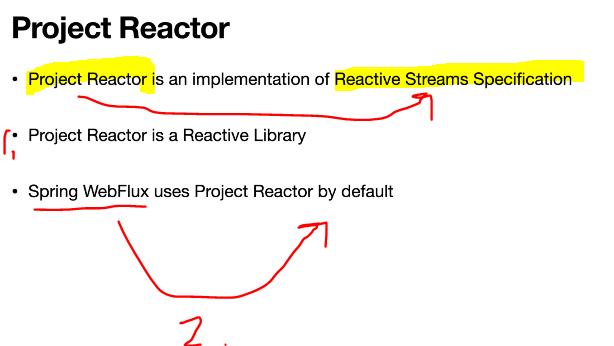 Project Reactor
• Project Reactor is an implementation of Reactive Streams Specification
• Project Reactor is a Reactive Library
• Spring WebFlux uses Project Reactor by default
2.